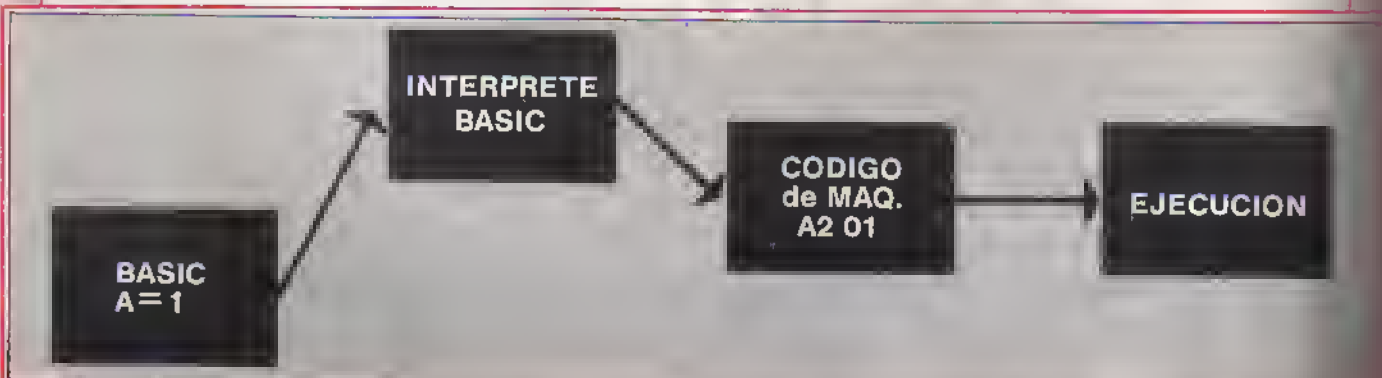 BASIC
A=1
INTERPRETE
BASIC
CODIGO
de MAQ.
A2 01
EJECUCION